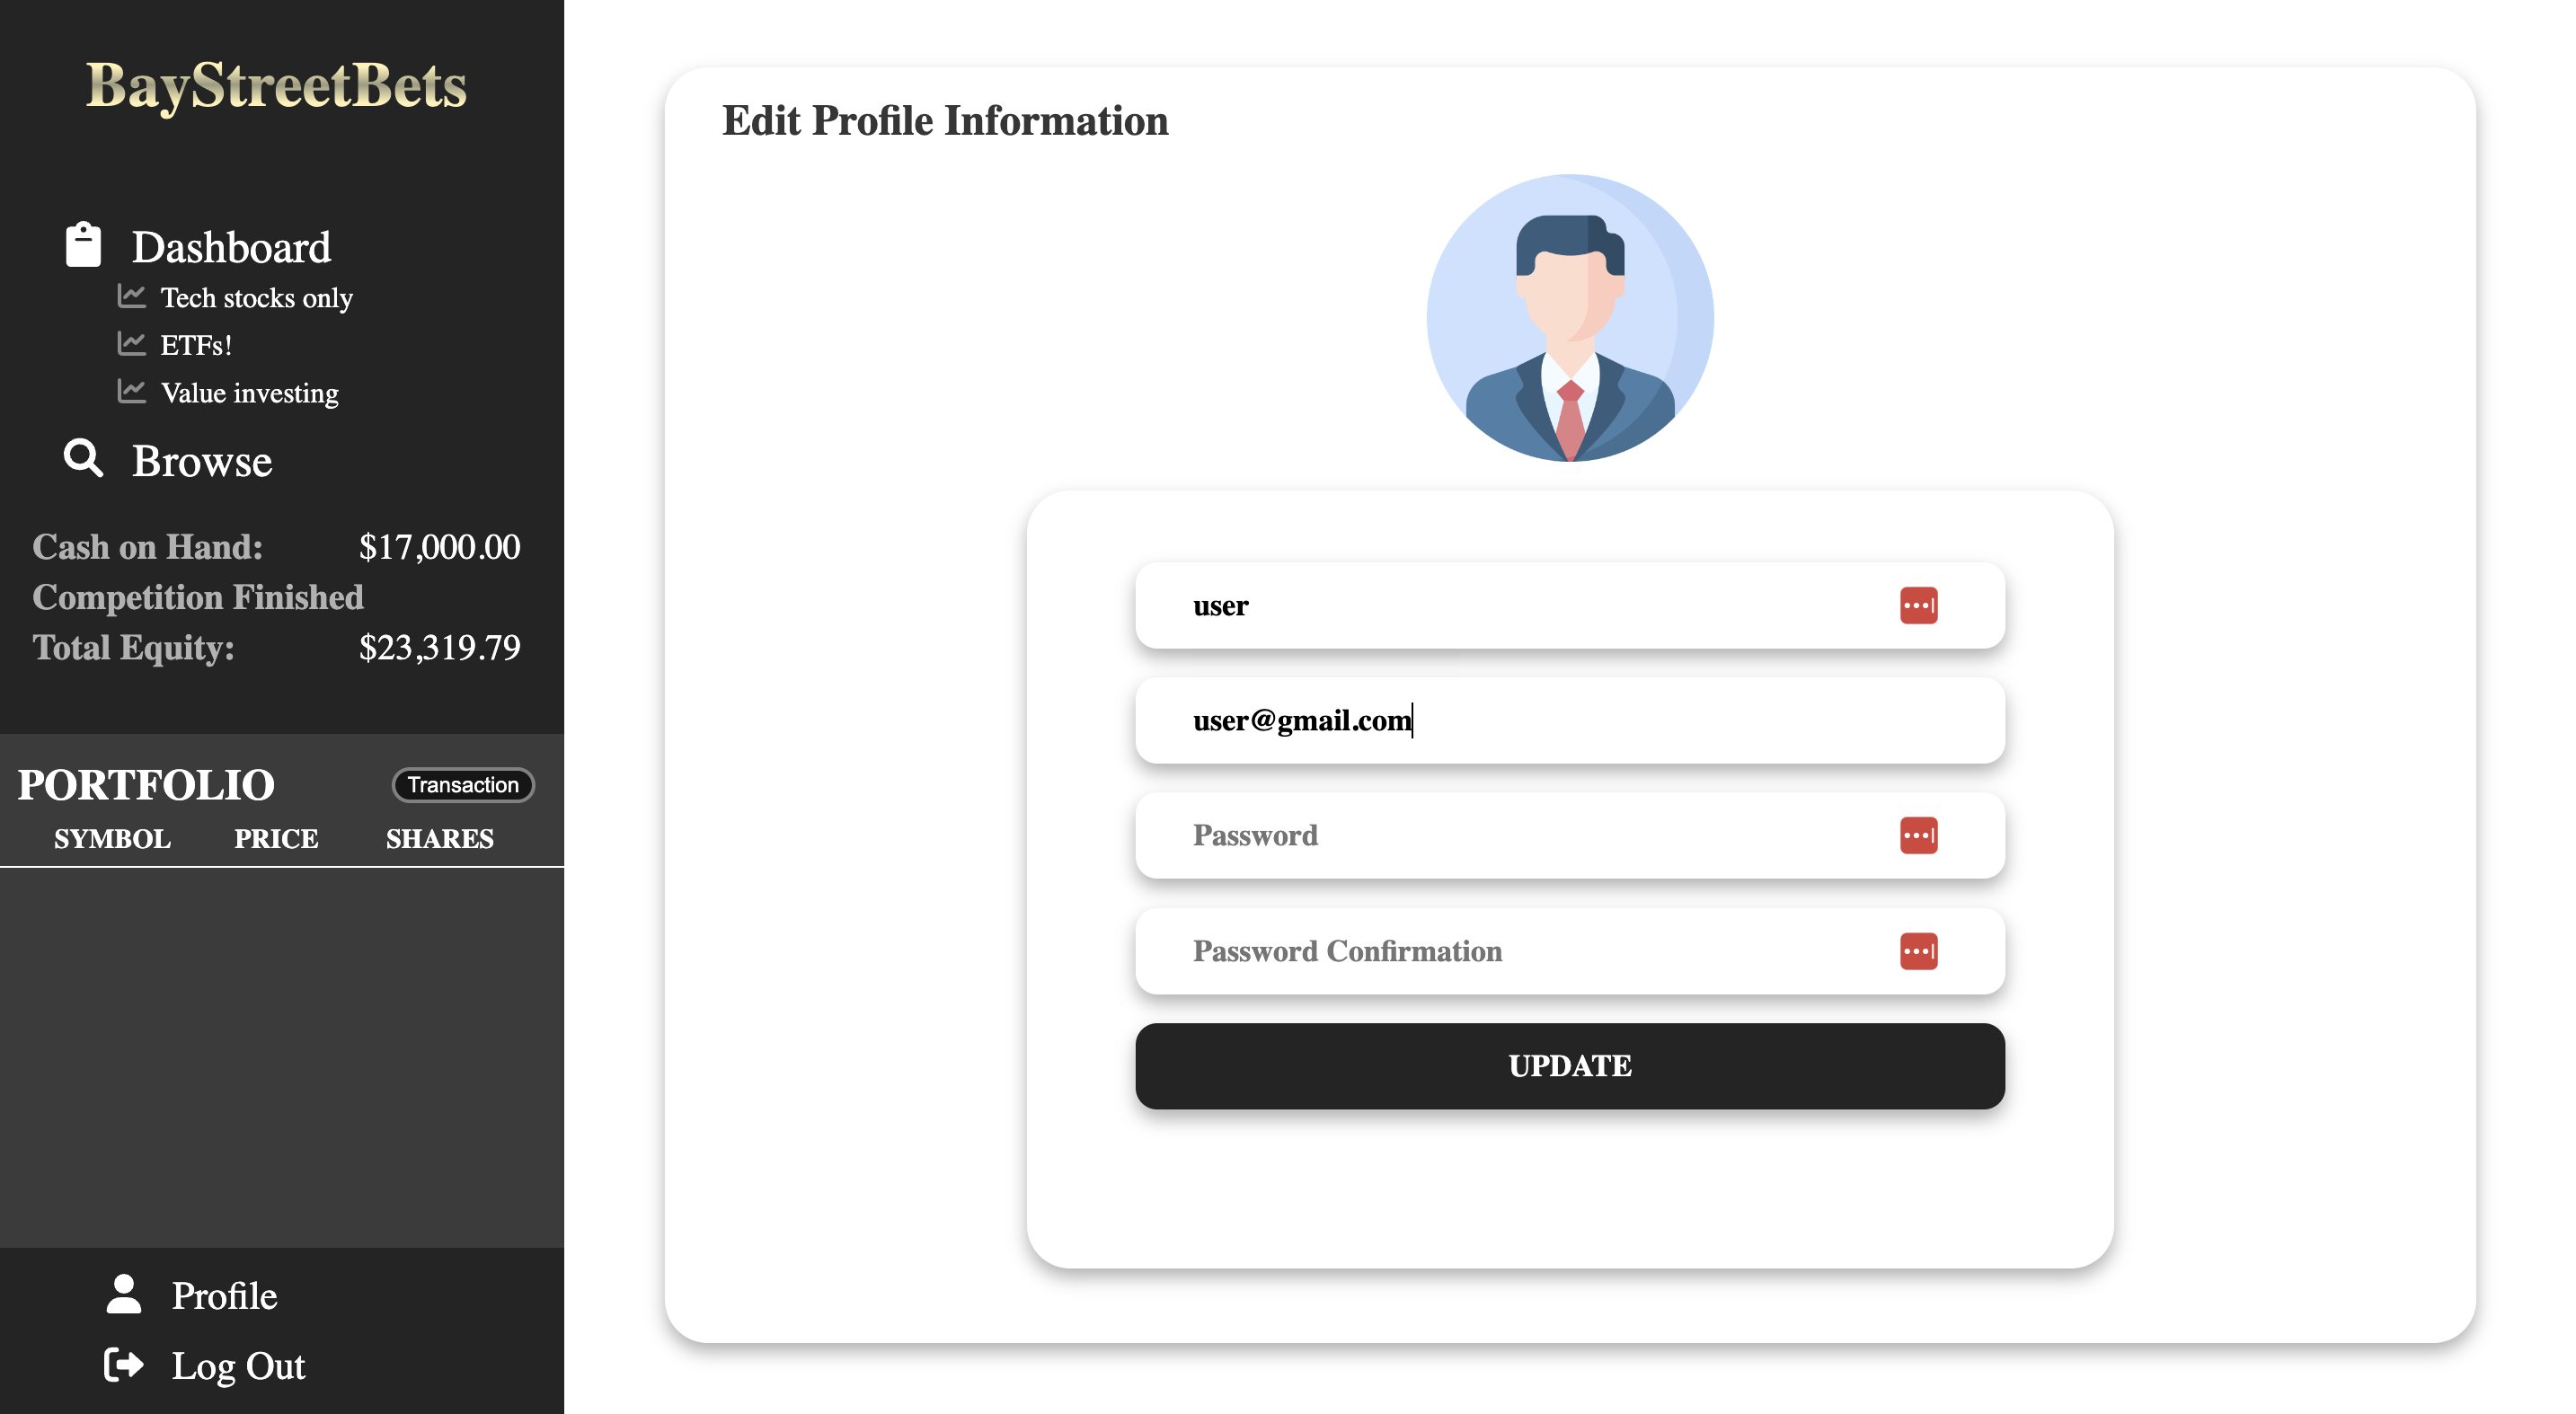 BayStreetBets
Dashboard
Tech stocks only
ETFs!
Value investing
Browse
Cash on Hand: $17,000.00
Competition Finished
Total Equity: $23,319.79
PORTFOLIO Transaction
SYMBOL PRICE SHARES
Profile
Log Out
Edit Profile Information
user
user@gmail.com
Password
Password Confirmation
UPDATE